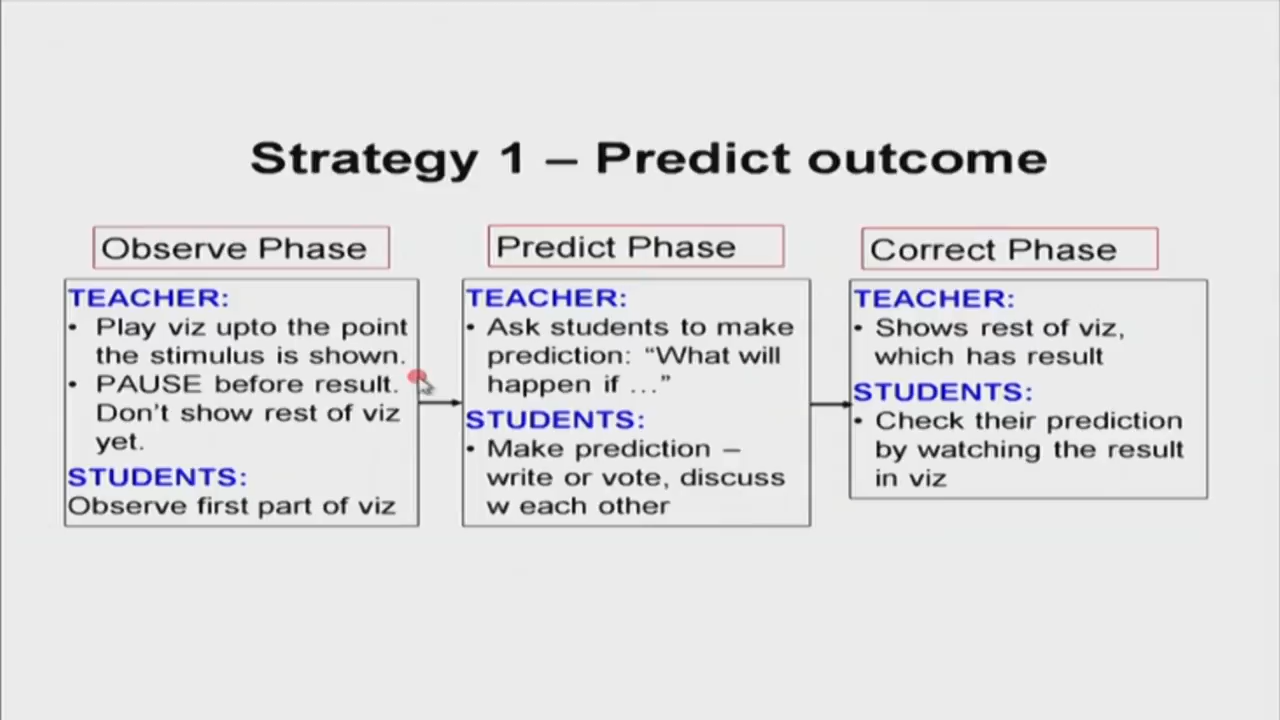 Strategy 1 – Predict outcome
Observe Phase
TEACHER:
• Play viz upto the point
the stimulus is shown.
• PAUSE before result.
Don't show rest of viz
yet.
STUDENTS:
Observe first part of viz
Predict Phase
TEACHER:
• Ask students to make
prediction: “What will
happen if …”
STUDENTS:
• Make prediction –
write or vote, discuss
w each other
Correct Phase
TEACHER:
• Shows rest of viz,
which has result
STUDENTS:
• Check their prediction
by watching the result
in viz